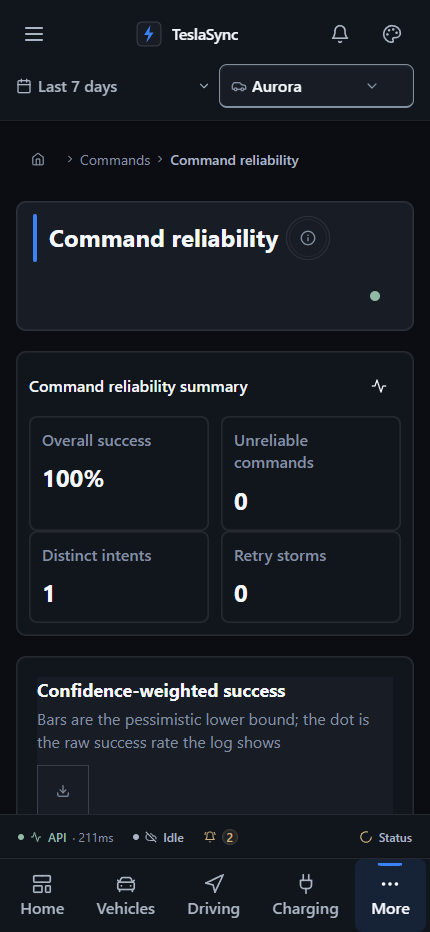 TeslaSync
Last 7 days
Aurora
Commands
Command reliability
Command reliability
Command reliability summary
Overall success
100%
Unreliable
commands
0
Distinct intents
1
Retry storms
0
Confidence-weighted success
Bars are the pessimistic lower bound; the dot is
the raw success rate the log shows
API · 211ms
Idle
2
Status
Home
Vehicles
Driving
Charging
More